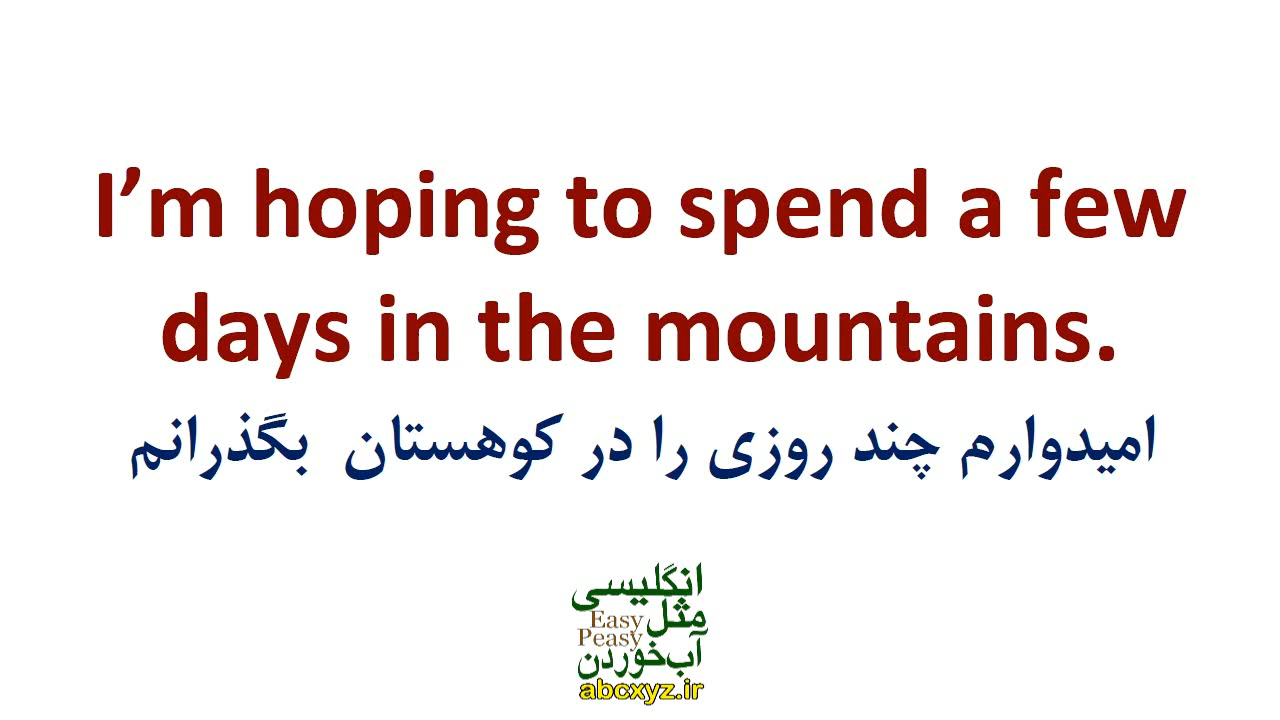 I’m hoping to spend a few
days in the mountains.
امیدوارم چند روزی را در کوهستان بگذرانم
انگلیسی
مثل
Easy
Peasy
آب‌خوردن
abcxyz.ir